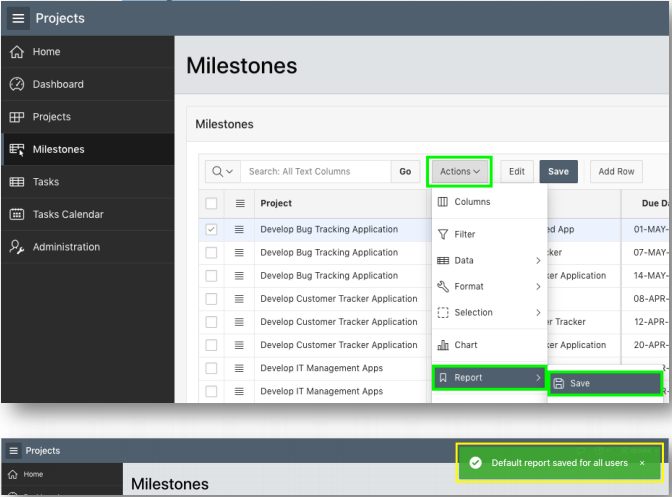 Projects
Home
Dashboard
Projects
Milestones
Tasks
Tasks Calendar
Administration
Milestones
Milestones
Search: All Text Columns Go Actions Edit Save Add Row
Project Due Da
Develop Bug Tracking Application ed App 01-MAY-
Develop Bug Tracking Application cker 07-MAY-
Develop Bug Tracking Application ker Application 14-MAY-
Develop Customer Tracker Application 08-APR-
Develop Customer Tracker Application er Tracker 12-APR-
Develop Customer Tracker Application ker Application 20-APR-
Develop IT Management Apps
Develop IT Management Apps
Columns
Filter
Data
Format
Selection
Chart
Report
Save
Projects
Default report saved for all users ×
Home
Milestones